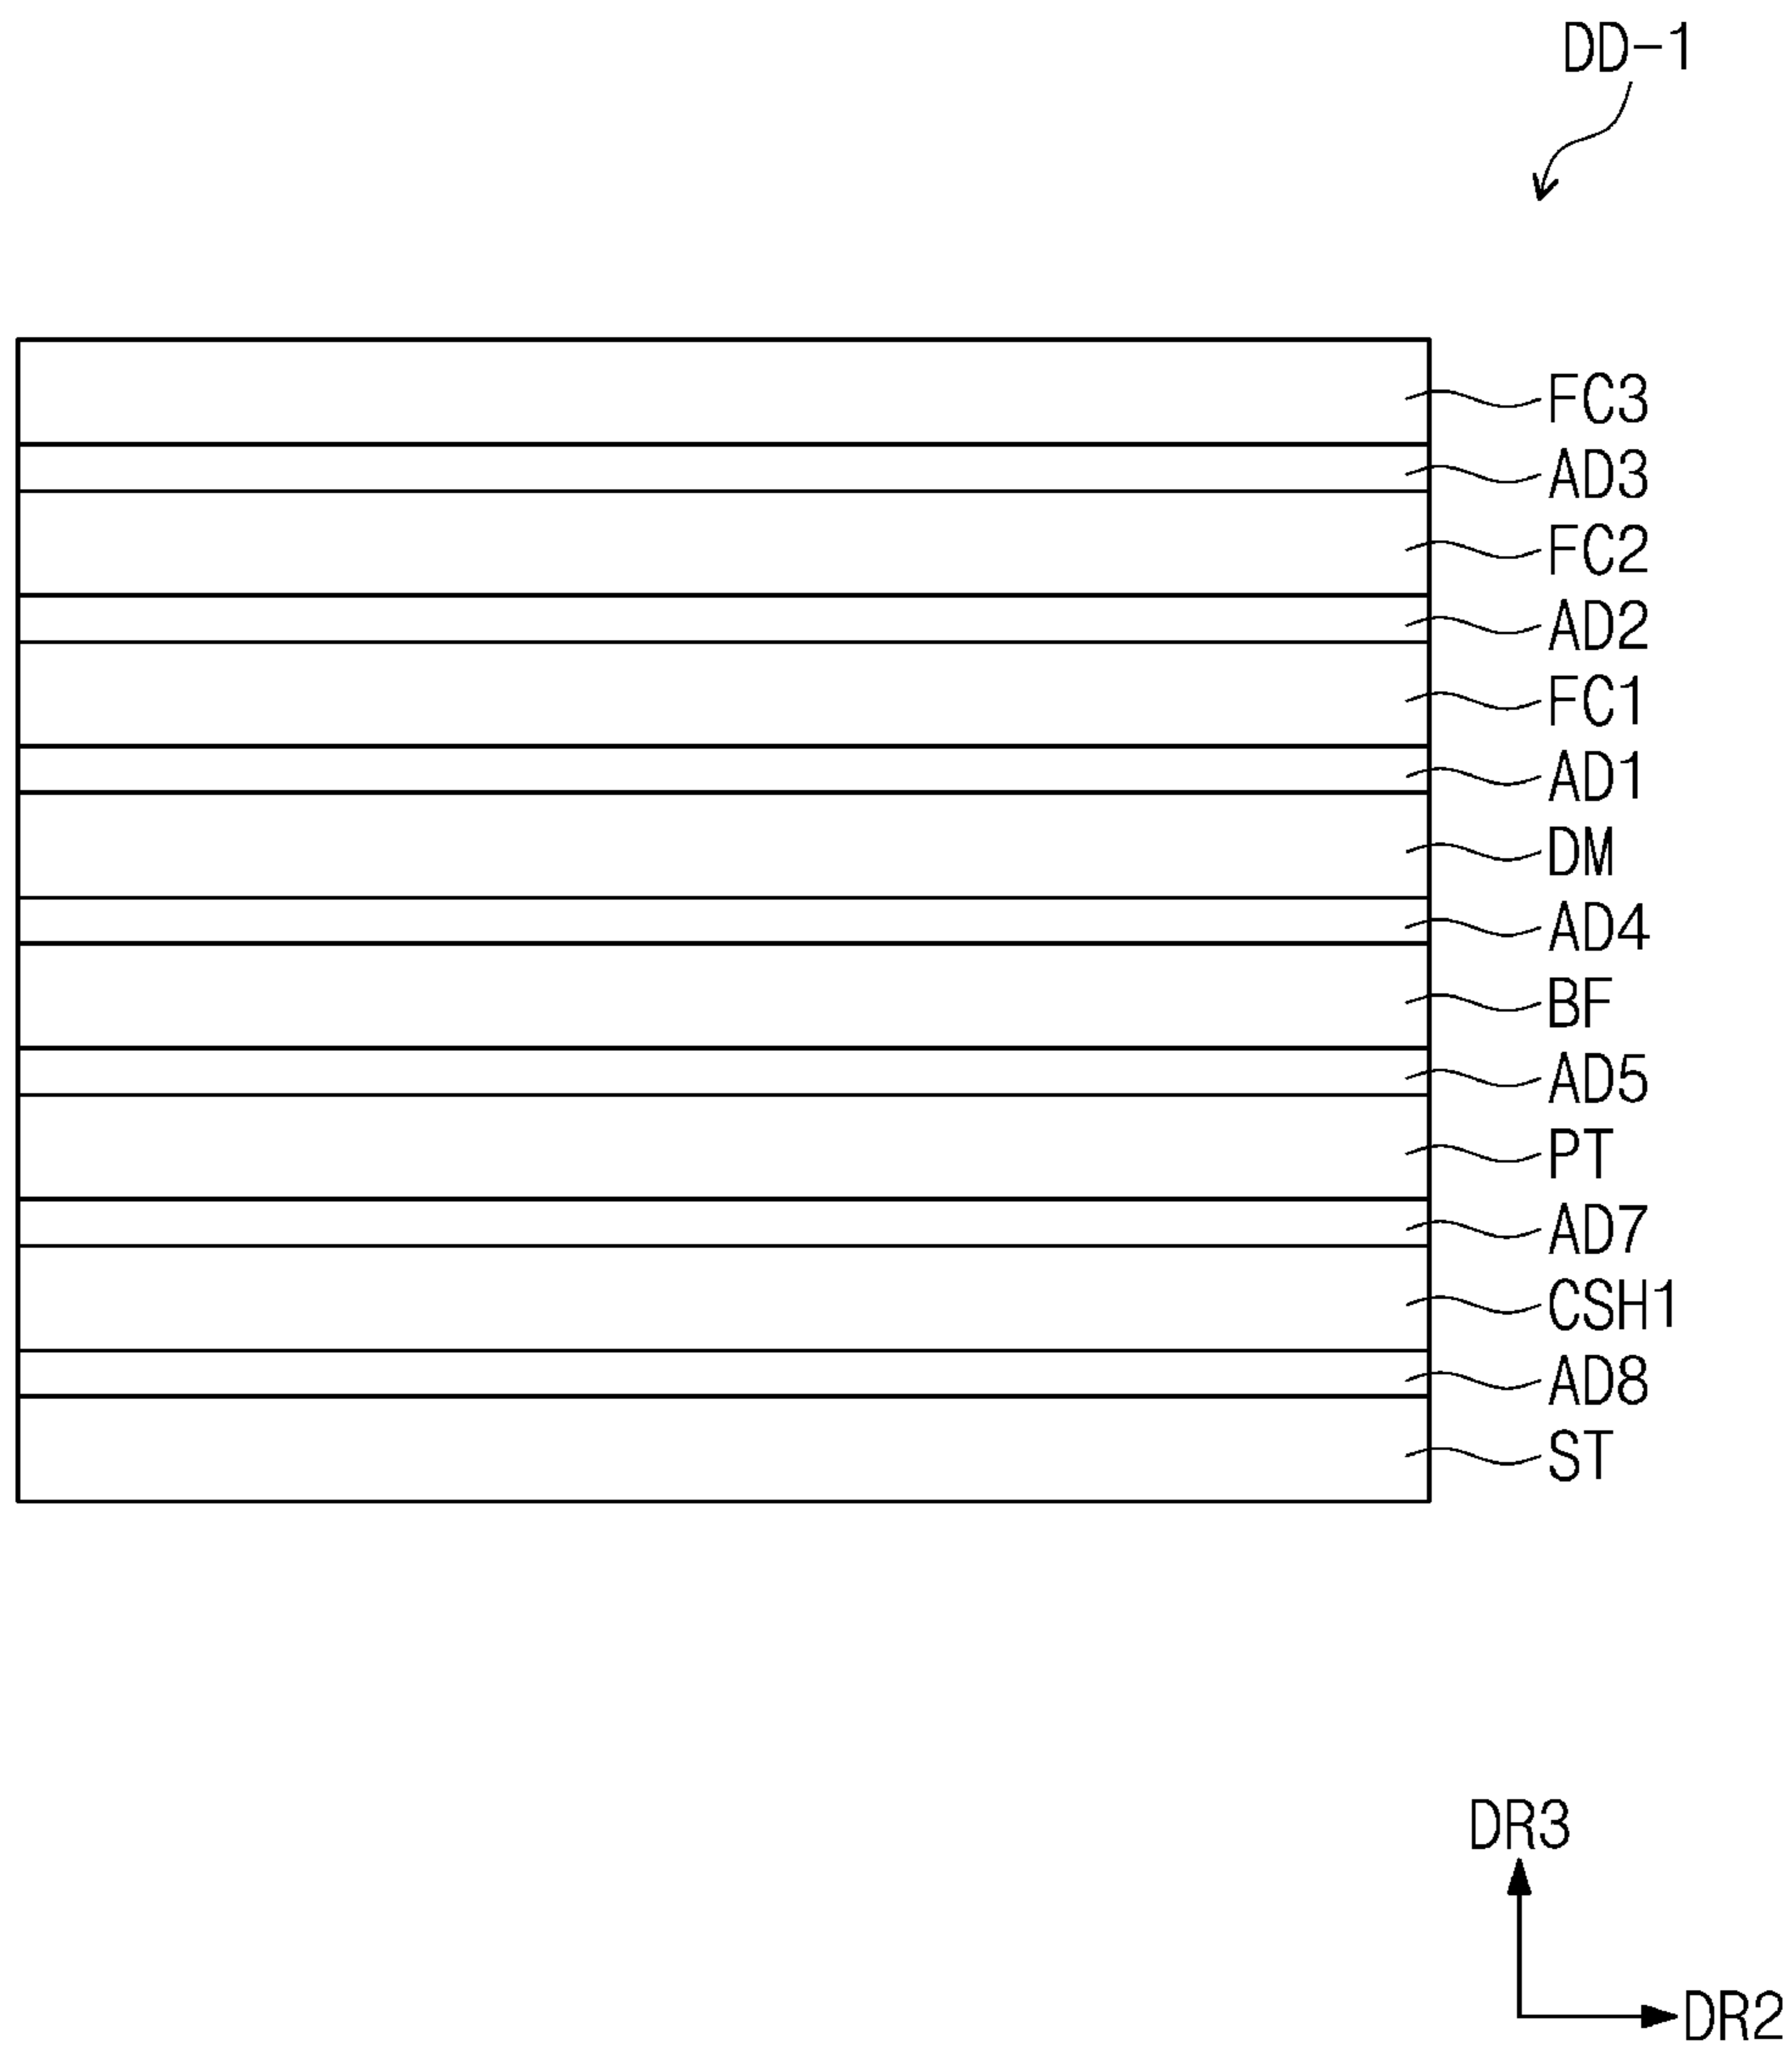 DD-1
FC3
AD3
FC2
AD2
FC1
AD1
DM
AD4
BF
AD5
PT
AD7
CSH1
AD8
ST
DR3
DR2